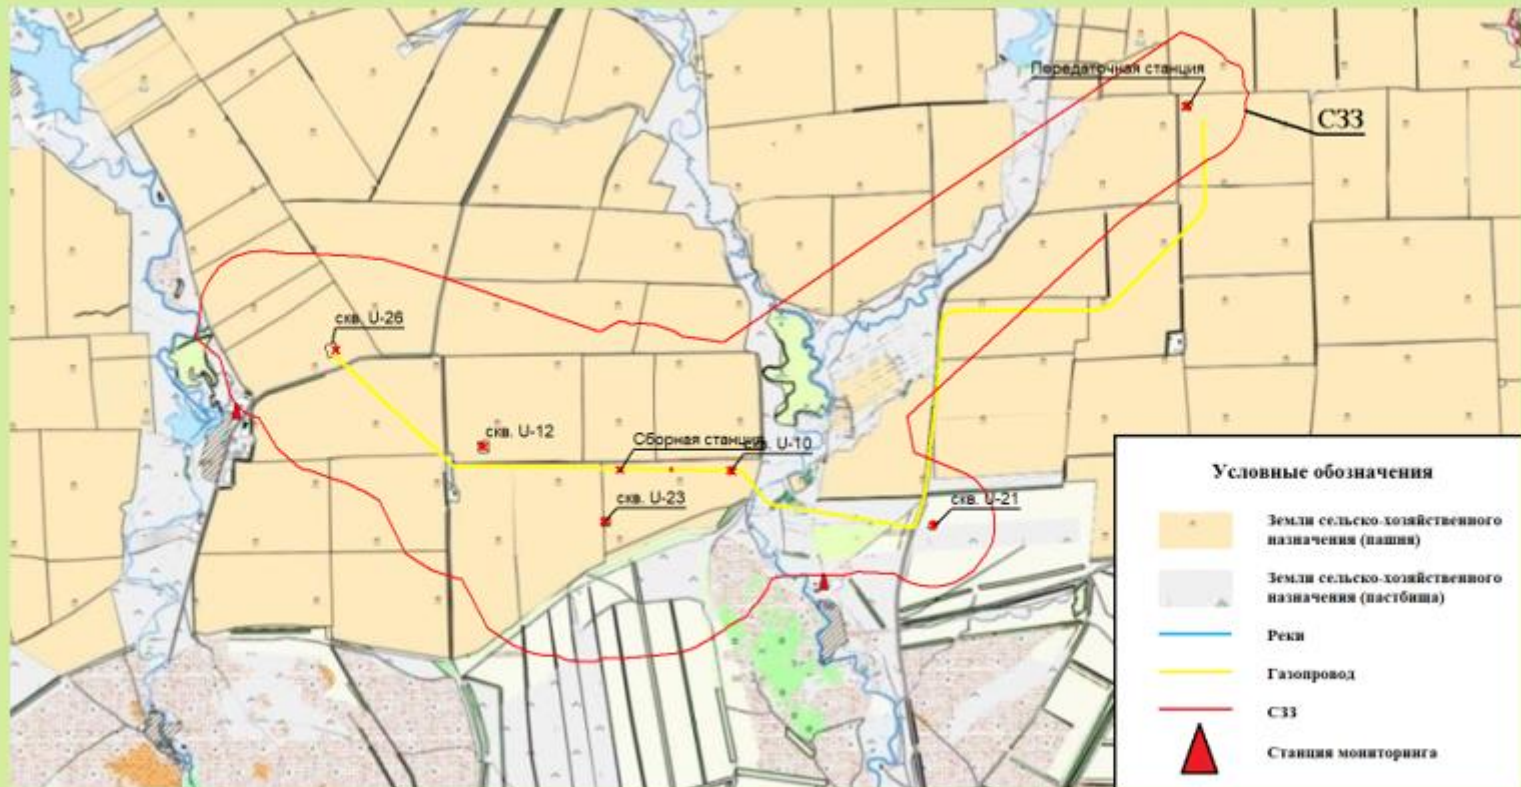 Передаточная станция
СЗЗ
скв. U-26
скв. U-12
Сборная станция
скв. U-10
скв. U-23
скв. U-21
Условные обозначения
Земли сельско-хозяйственного
назначения (пашня)
Земли сельско-хозяйственного
назначения (пастбища)
Реки
Газопровод
СЗЗ
Станция мониторинга